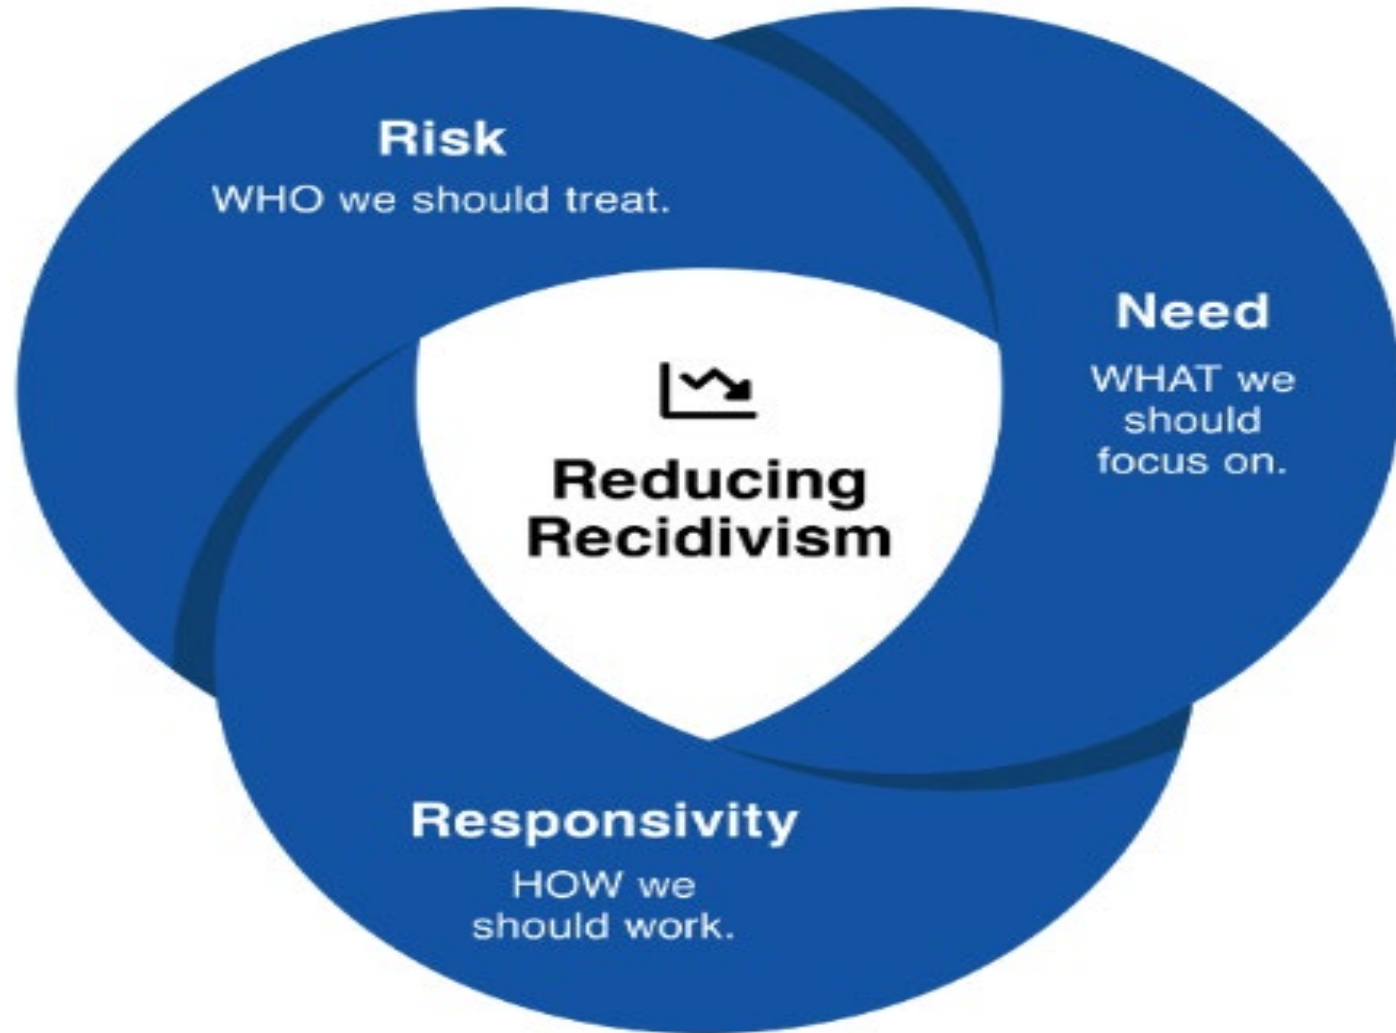 Risk
WHO we should treat.
Need
WHAT we
should
focus on.
Reducing
Recidivism
Responsivity
HOW we
should work.